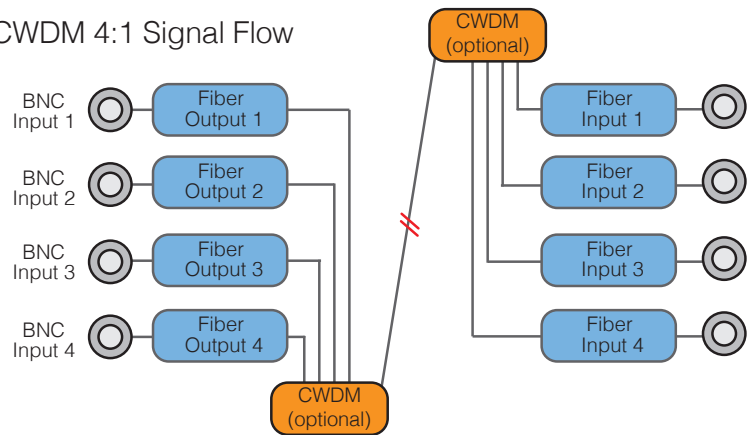 CWDM 4:1 Signal Flow
CWDM
(optional)
BNC
Input 1
Fiber
Output 1
Fiber
Input 1
BNC
Input 2
Fiber
Output 2
Fiber
Input 2
BNC
Input 3
Fiber
Output 3
Fiber
Input 3
BNC
Input 4
Fiber
Output 4
Fiber
Input 4
CWDM
(optional)